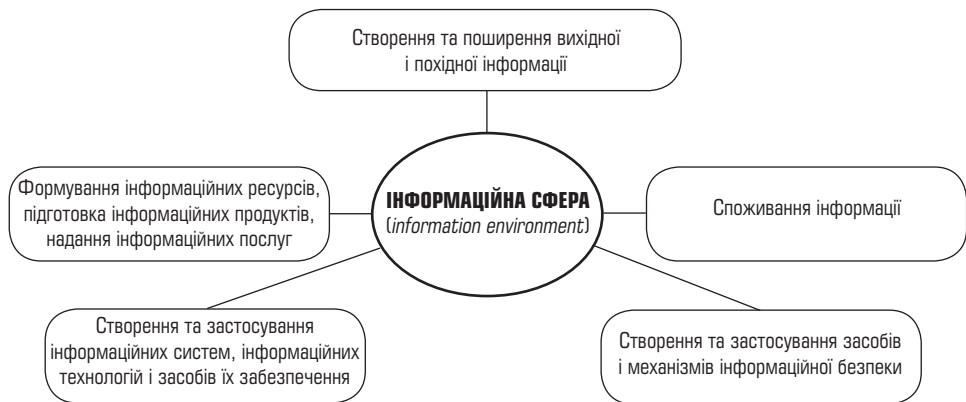 Створення та поширення вихідної
і похідної інформації
Формування інформаційних ресурсів,
підготовка інформаційних продуктів,
надання інформаційних послуг
ІНФОРМАЦІЙНА СФЕРА
(information environment)
Споживання інформації
Створення та застосування
інформаційних систем, інформаційних
технологій і засобів їх забезпечення
Створення та застосування засобів
і механізмів інформаційної безпеки